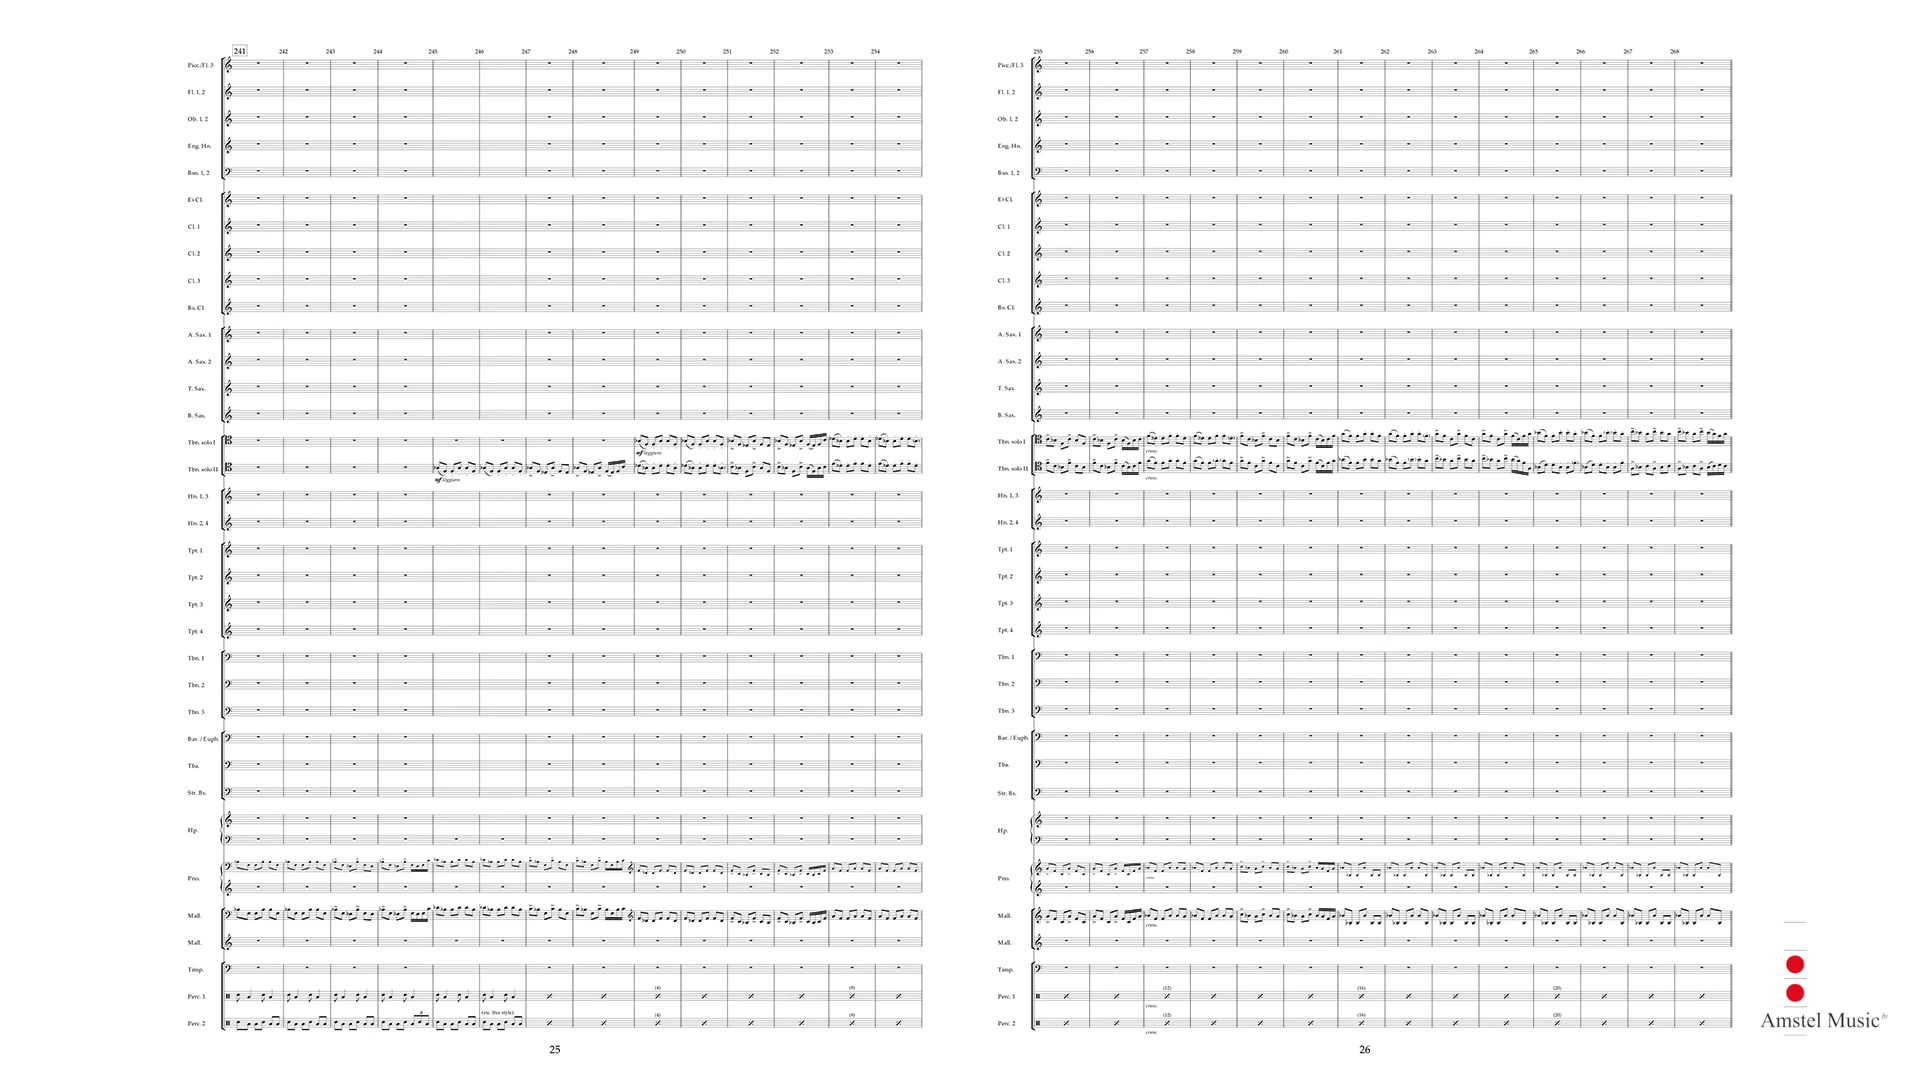 241 242 243 244 245 246 247 248 249 250 251 252 253 254
Picc./Fl. 3
Fl. 1, 2
Ob. 1, 2
Eng. Hn.
Bsn. 1, 2
E♭ Cl.
Cl. 1
Cl. 2
Cl. 3
Bs. Cl.
A. Sax. 1
A. Sax. 2
T. Sax.
B. Sax.
Tbn. solo I
mf leggiero
Tbn. solo II
mf leggiero
Hn. 1, 3
Hn. 2, 4
Tpt. 1
Tpt. 2
Tpt. 3
Tpt. 4
Tbn. 1
Tbn. 2
Tbn. 3
Bar. / Euph.
Tba.
Str. Bs.
Hp.
Pno.
Mall.
Mall.
Timp.
(4) (8)
Perc. 1
(etc. free style)
3
(4) (8)
Perc. 2
25
255 256 257 258 259 260 261 262 263 264 265 266 267 268
Picc./Fl. 3
Fl. 1, 2
Ob. 1, 2
Eng. Hn.
Bsn. 1, 2
E♭ Cl.
Cl. 1
Cl. 2
Cl. 3
Bs. Cl.
A. Sax. 1
A. Sax. 2
T. Sax.
B. Sax.
Tbn. solo I
cresc.
Tbn. solo II
cresc.
Hn. 1, 3
Hn. 2, 4
Tpt. 1
Tpt. 2
Tpt. 3
Tpt. 4
Tbn. 1
Tbn. 2
Tbn. 3
Bar. / Euph.
Tba.
Str. Bs.
Hp.
Pno.
cresc.
Mall.
cresc.
Mall.
Timp.
(12) (16) (20)
Perc. 1
cresc.
(12) (16) (20)
Perc. 2
cresc.
26
Amstel Music bv